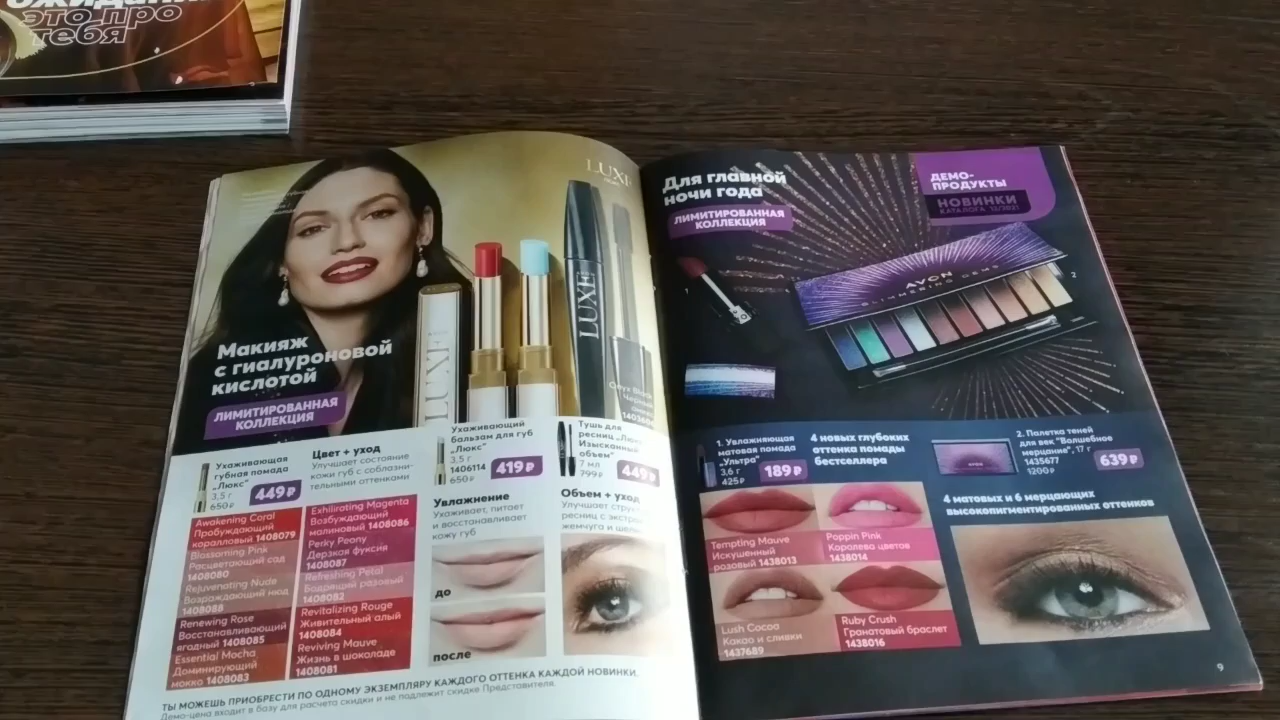 это про
тебя
LUXE
Макияж
с гиалуроновой
кислотой
ЛИМИТИРОВАННАЯ
КОЛЛЕКЦИЯ
LUXE
LUXE
Onyx Black
Ухаживающая
губная помада
„Люкс“
3,5 г
650 ₽
449 ₽
Цвет + уход
Улучшает состояние
кожи губ с соблазни-
тельными оттенками
Ухаживающий
бальзам для губ
„Люкс“
3,5 г
1406114
650 ₽
419 ₽
Тушь для
ресниц „Люкс.
Изысканный
объем“
7 мл
799 ₽
449 ₽
Awakening Coral
Пробуждающий
коралловый 1408079
Blossoming Pink
Расцветающий сад
1408080
Rejuvenating Nude
Возрождающий нюд
1408088
Renewing Rose
Восстанавливающий
ягодный 1408085
Essential Mocha
Доминирующий
мокко 1408083
Exhilirating Magenta
Возбуждающий
малиновый 1408086
Perky Peony
Дерзкая фуксия
1408087
Refreshing Petal
Бодрящий розовый
1408082
Revitalizing Rouge
Живительный алый
1408084
Reviving Mauve
Жизнь в шоколаде
1408081
Увлажнение
Ухаживает, питает
и восстанавливает
кожу губ
до
после
Объем + уход
Улучшает
ресниц с
жемчуга и
ТЫ МОЖЕШЬ ПРИОБРЕСТИ ПО ОДНОМУ ЭКЗЕМПЛЯРУ КАЖДОГО ОТТЕНКА КАЖДОЙ НОВИНКИ.
Демо-цена входит в базу для расчета скидки и не подлежит скидке Представителя.
Для главной
ночи года
ЛИМИТИРОВАННАЯ
КОЛЛЕКЦИЯ
ДЕМО-
ПРОДУКТЫ
НОВИНКИ
КАТАЛОГА 12/2021
AVON
GLIMMERING GEMS
1
2
1. Увлажняющая
матовая помада
„Ультра“
3,6 г
425 ₽
189 ₽
4 новых глубоких
оттенка помады
бестселлера
AVON
2. Палетка теней
для век "Волшебное
мерцание", 17 г
1435677
1200 ₽
639 ₽
Tempting Mauve
Искушенный
розовый 1438013
Poppin Pink
Королева цветов
1438014
Lush Cocoa
Какао и сливки
1437689
Ruby Crush
Гранатовый браслет
1438016
4 матовых и 6 мерцающих
высокопигментированных оттенков
9